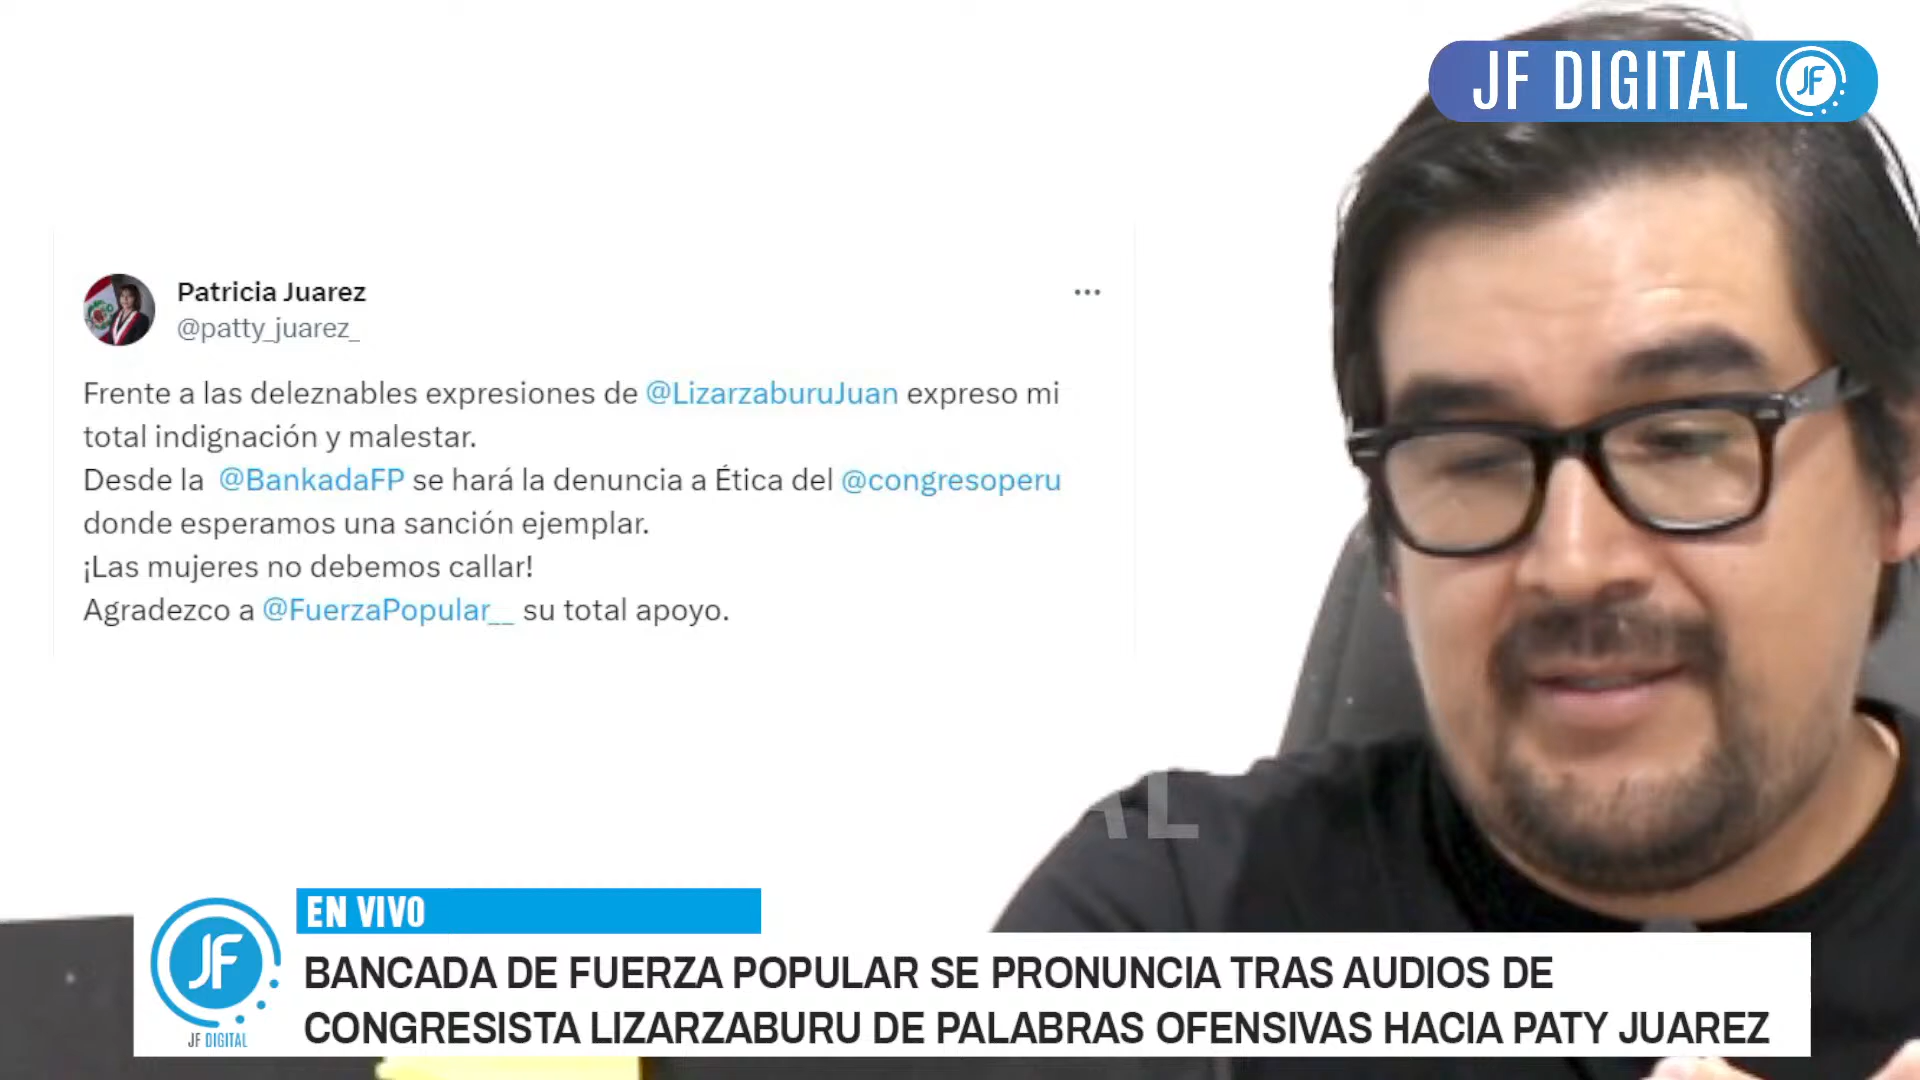 JF DIGITAL JF
Patricia Juarez
@patty_juarez_
Frente a las deleznables expresiones de @LizarzaburuJuan expreso mi
total indignación y malestar.
Desde la @BankadaFP se hará la denuncia a Ética del @congresoperu
donde esperamos una sanción ejemplar.
¡Las mujeres no debemos callar!
Agradezco a @FuerzaPopular__ su total apoyo.
AL
EN VIVO
JF
JF DIGITAL
BANCADA DE FUERZA POPULAR SE PRONUNCIA TRAS AUDIOS DE
CONGRESISTA LIZARZABURU DE PALABRAS OFENSIVAS HACIA PATY JUAREZ